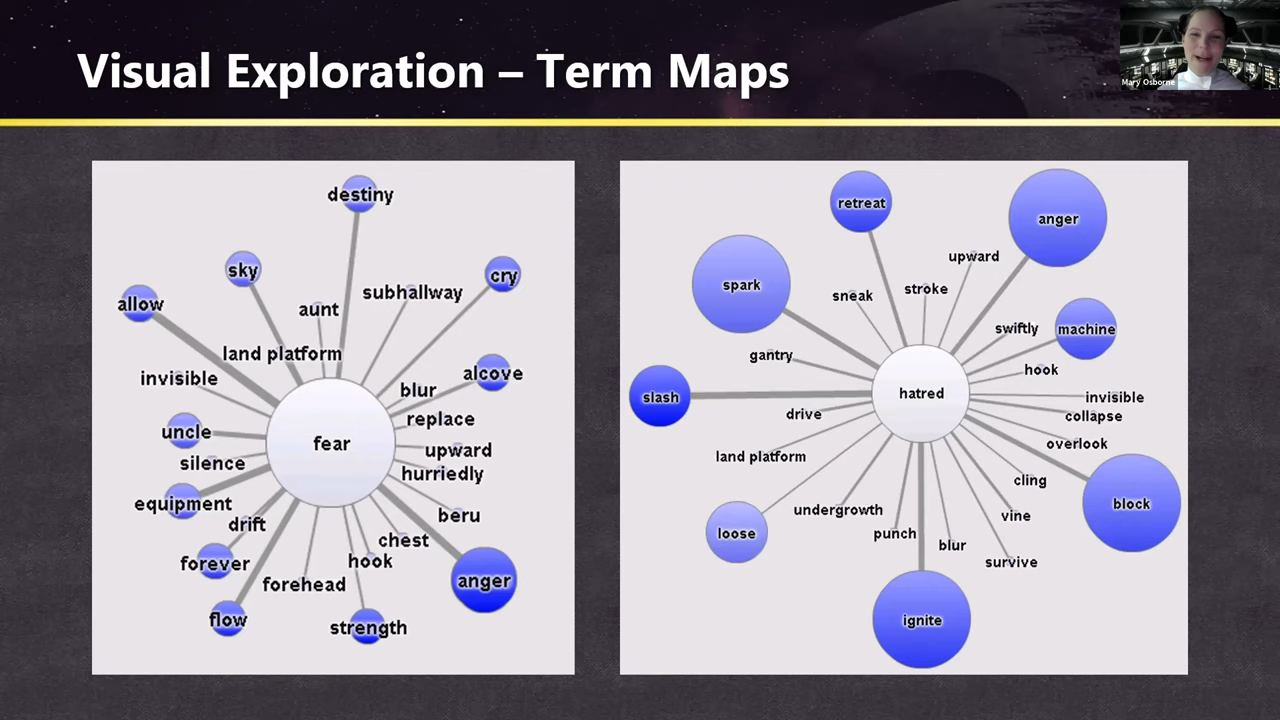 Visual Exploration – Term Maps
Mary Osborne
destiny
sky
cry
allow
subhallway
aunt
land platform
invisible
alcove
blur
replace
uncle
fear
upward
silence
hurriedly
equipment
beru
drift
chest
forever
hook
anger
forehead
flow
strength
retreat
anger
upward
spark
sneak
stroke
swiftly
machine
gantry
hook
slash
hatred
invisible
drive
collapse
overlook
land platform
cling
block
undergrowth
vine
loose
punch
blur
survive
ignite